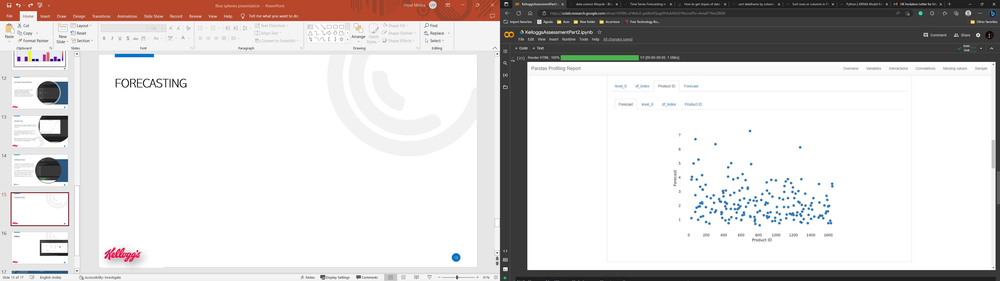 Blue spheres presentation - PowerPoint
Utpal Mishra UM
File Home Insert Draw Design Transitions Animations Slide Show Record Review View Help Tell me what you want to do
Paste
Cut
Copy
Format Painter
Clipboard
New Slide
Layout
Reset
Section
Slides
32
B I U S abc AV Aa A
Font
Text Direction
Align Text
Convert to SmartArt
Paragraph
Arrange
Quick Styles
Shape Fill
Shape Outline
Shape Effects
Drawing
Find
Replace
Select
Editing
12
FEATURE ENGINEERING
13
MODELING
14
FORECASTING
15
FORECASTING
16
TABLE
17
FORECASTING
Kellogg's
15
Slide 15 of 17 English (India) Accessibility: Investigate Notes Display Settings Comments 91%
KelloggsAssessmentPart2.i
data science lifesycle - Bing
Time Series Forecasting in
How to get slopes of data
sort dataframe by column
Sort rows or columns in Pa
Python | ARIMA Model for
UK Invitation Letter for Utp
https://colab.research.google.com/drive/1VF8N-uFWdu5-peWzhPjugdYVoAATst5T#scrollTo=Amaf776mZB0N
Import favorites Agoda Acer New folder Accenture Free Technology Bo... Other favorites
KelloggsAssessmentPart2.ipynb
File Edit View Insert Runtime Tools Help All changes saved
Comment Share
+ Code + Text
RAM
Disk
[23] Render HTML: 100% 1/1 [00:00<00:00, 1.58it/s]
11s
Pandas Profiling Report Overview Variables Interactions Correlations Missing values Sample
level_0 df_index Product ID Forecast
Forecast level_0 df_index Product ID
7
6
5
4
3
2
1
Forecast
0 200 400 600 800 1000 1200 1400 1600
Product ID